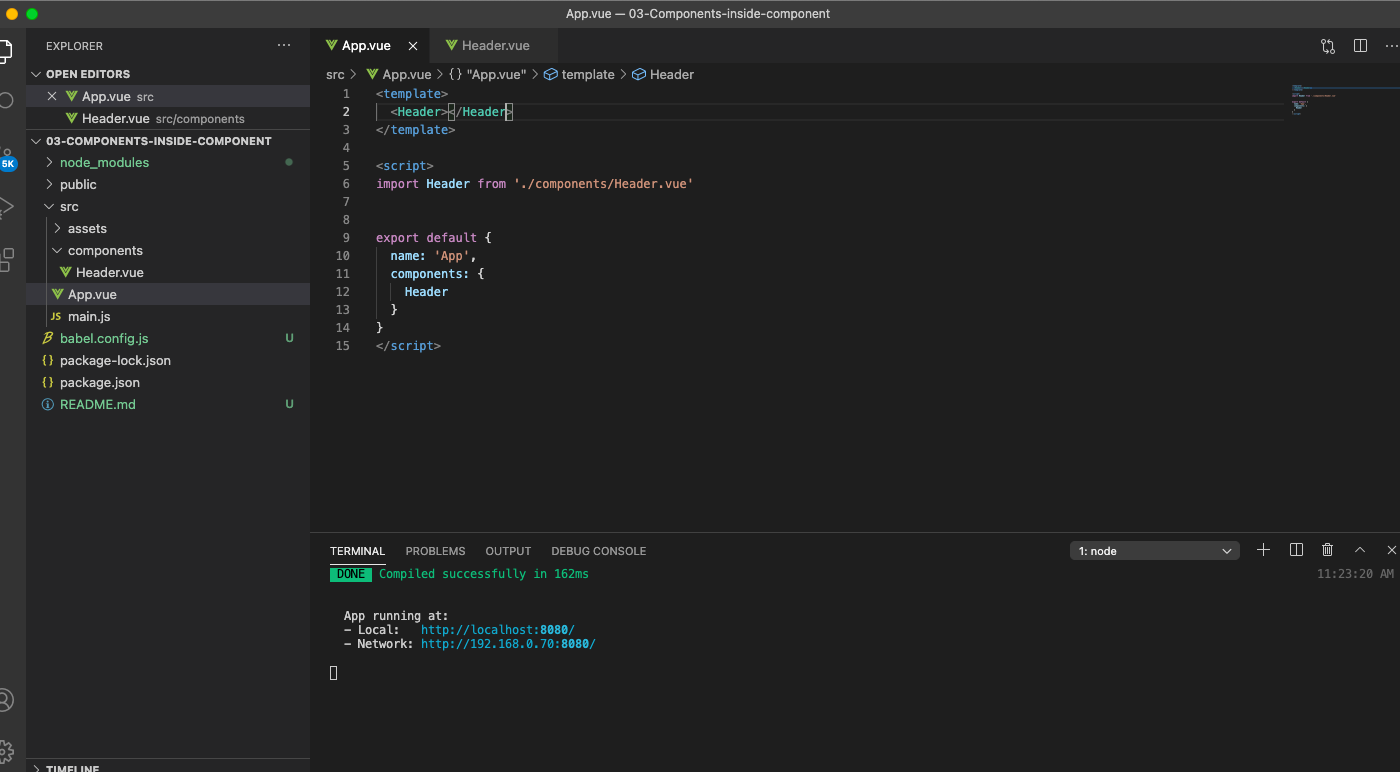 App.vue — 03-Components-inside-component
EXPLORER
OPEN EDITORS
App.vue src
Header.vue src/components
03-COMPONENTS-INSIDE-COMPONENT
node_modules
public
src
assets
components
Header.vue
App.vue
JS main.js
babel.config.js U
{} package-lock.json
{} package.json
README.md U
TIMELINE
5K
App.vue
Header.vue
src > App.vue > {} "App.vue" > template > Header
1 <template>
2 <Header></Header>
3 </template>
4
5 <script>
6 import Header from './components/Header.vue'
7
8
9 export default {
10 name: 'App',
11 components: {
12 Header
13 }
14 }
15 </script>
TERMINAL PROBLEMS OUTPUT DEBUG CONSOLE
1: node
DONE Compiled successfully in 162ms 11:23:20 AM
App running at:
- Local: http://localhost:8080/
- Network: http://192.168.0.70:8080/